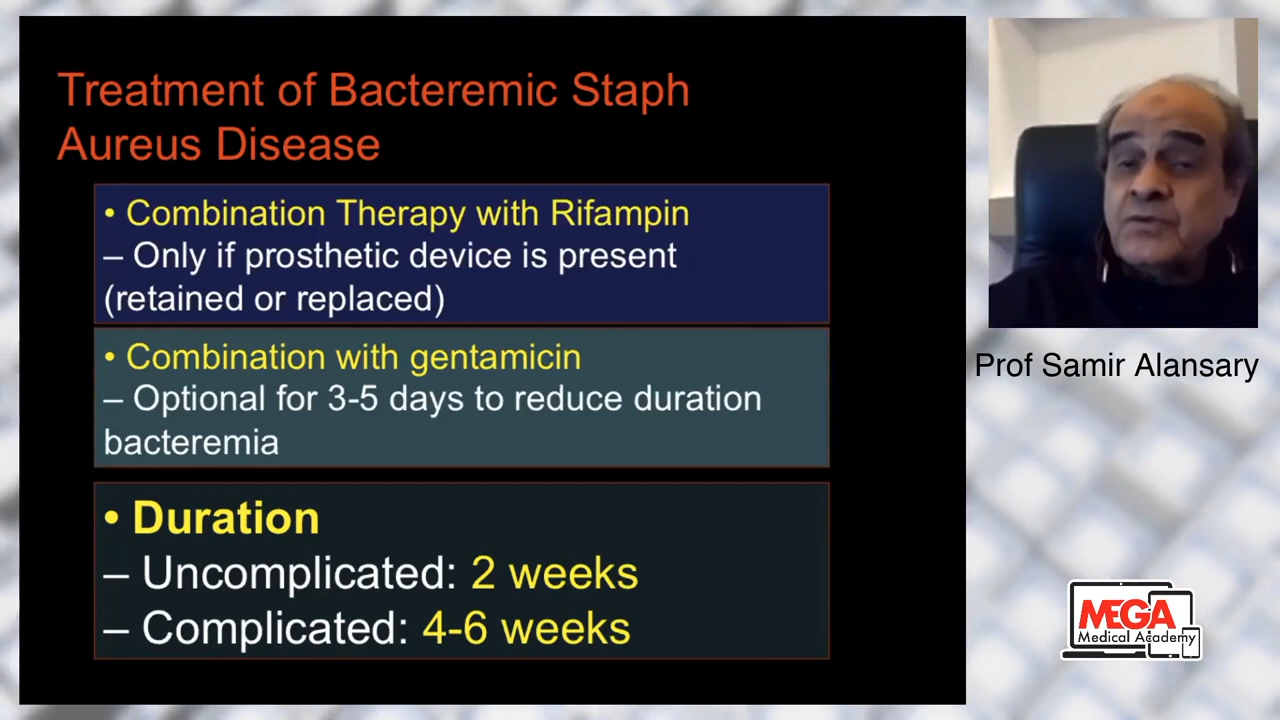 Treatment of Bacteremic Staph
Aureus Disease
• Combination Therapy with Rifampin
– Only if prosthetic device is present
(retained or replaced)
• Combination with gentamicin
– Optional for 3-5 days to reduce duration
bacteremia
• Duration
– Uncomplicated: 2 weeks
– Complicated: 4-6 weeks
Prof Samir Alansary
MEGA
Medical Academy